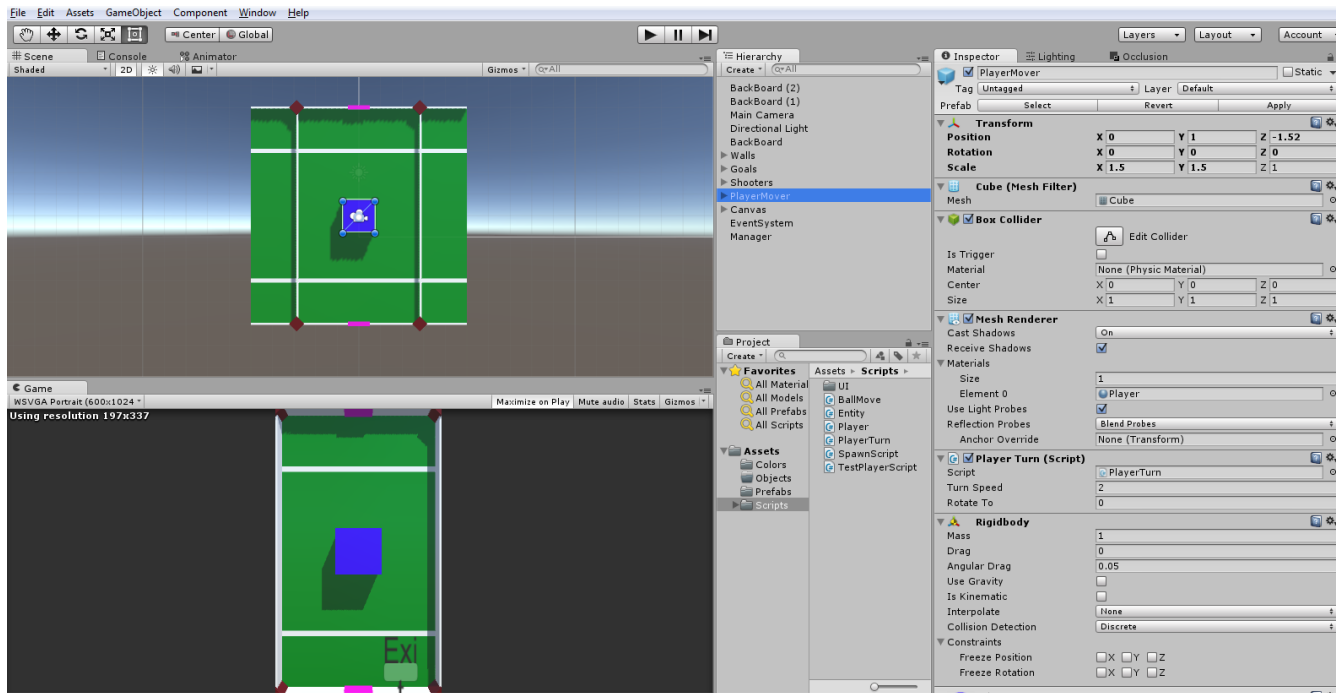 File Edit Assets GameObject Component Window Help
Center Global
Layers Layout Account
Scene Console Animator
Shaded 2D Gizmos All
Hierarchy
Create All
BackBoard (2)
BackBoard (1)
Main Camera
Directional Light
BackBoard
Walls
Goals
Shooters
PlayerMover
Canvas
EventSystem
Manager
Game
WSVGA Portrait (600x1024 Maximize on Play Mute audio Stats Gizmos
Using resolution 197x337
Exi
Project
Create
Favorites
All Material
All Models
All Prefabs
All Scripts
Assets
Colors
Objects
Prefabs
Scripts
Assets Scripts
UI
BallMove
Entity
Player
PlayerTurn
SpawnScript
TestPlayerScript
Inspector Lighting Occlusion
PlayerMover Static
Tag Untagged Layer Default
Prefab Select Revert Apply
Transform
Position X 0 Y 1 Z -1.52
Rotation X 0 Y 0 Z 0
Scale X 1.5 Y 1.5 Z 1
Cube (Mesh Filter)
Mesh Cube
Box Collider
Edit Collider
Is Trigger
Material None (Physic Material)
Center X 0 Y 0 Z 0
Size X 1 Y 1 Z 1
Mesh Renderer
Cast Shadows On
Receive Shadows
Materials
Size 1
Element 0 Player
Use Light Probes
Reflection Probes Blend Probes
Anchor Override None (Transform)
Player Turn (Script)
Script PlayerTurn
Turn Speed 2
Rotate To 0
Rigidbody
Mass 1
Drag 0
Angular Drag 0.05
Use Gravity
Is Kinematic
Interpolate None
Collision Detection Discrete
Constraints
Freeze Position X Y Z
Freeze Rotation X Y Z